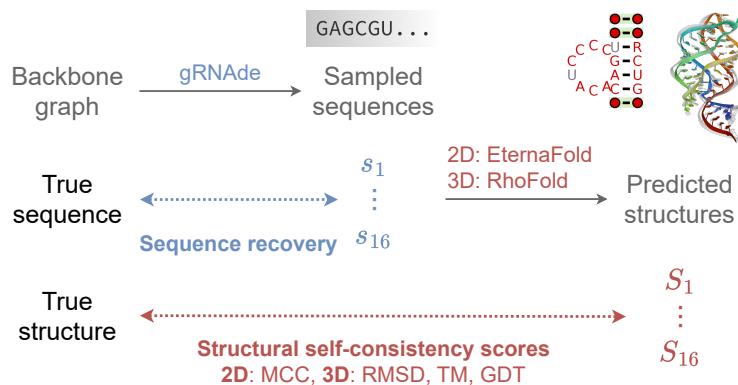 GAGCGU...
Backbone
graph
gRNAde
Sampled
sequences
C C C U R
C G C
U A U
A C A A C G
True
sequence
Sequence recovery
s1
⋮
s16
2D: EternaFold
3D: RhoFold
Predicted
structures
True
structure
Structural self-consistency scores
2D: MCC, 3D: RMSD, TM, GDT
S1
⋮
S16